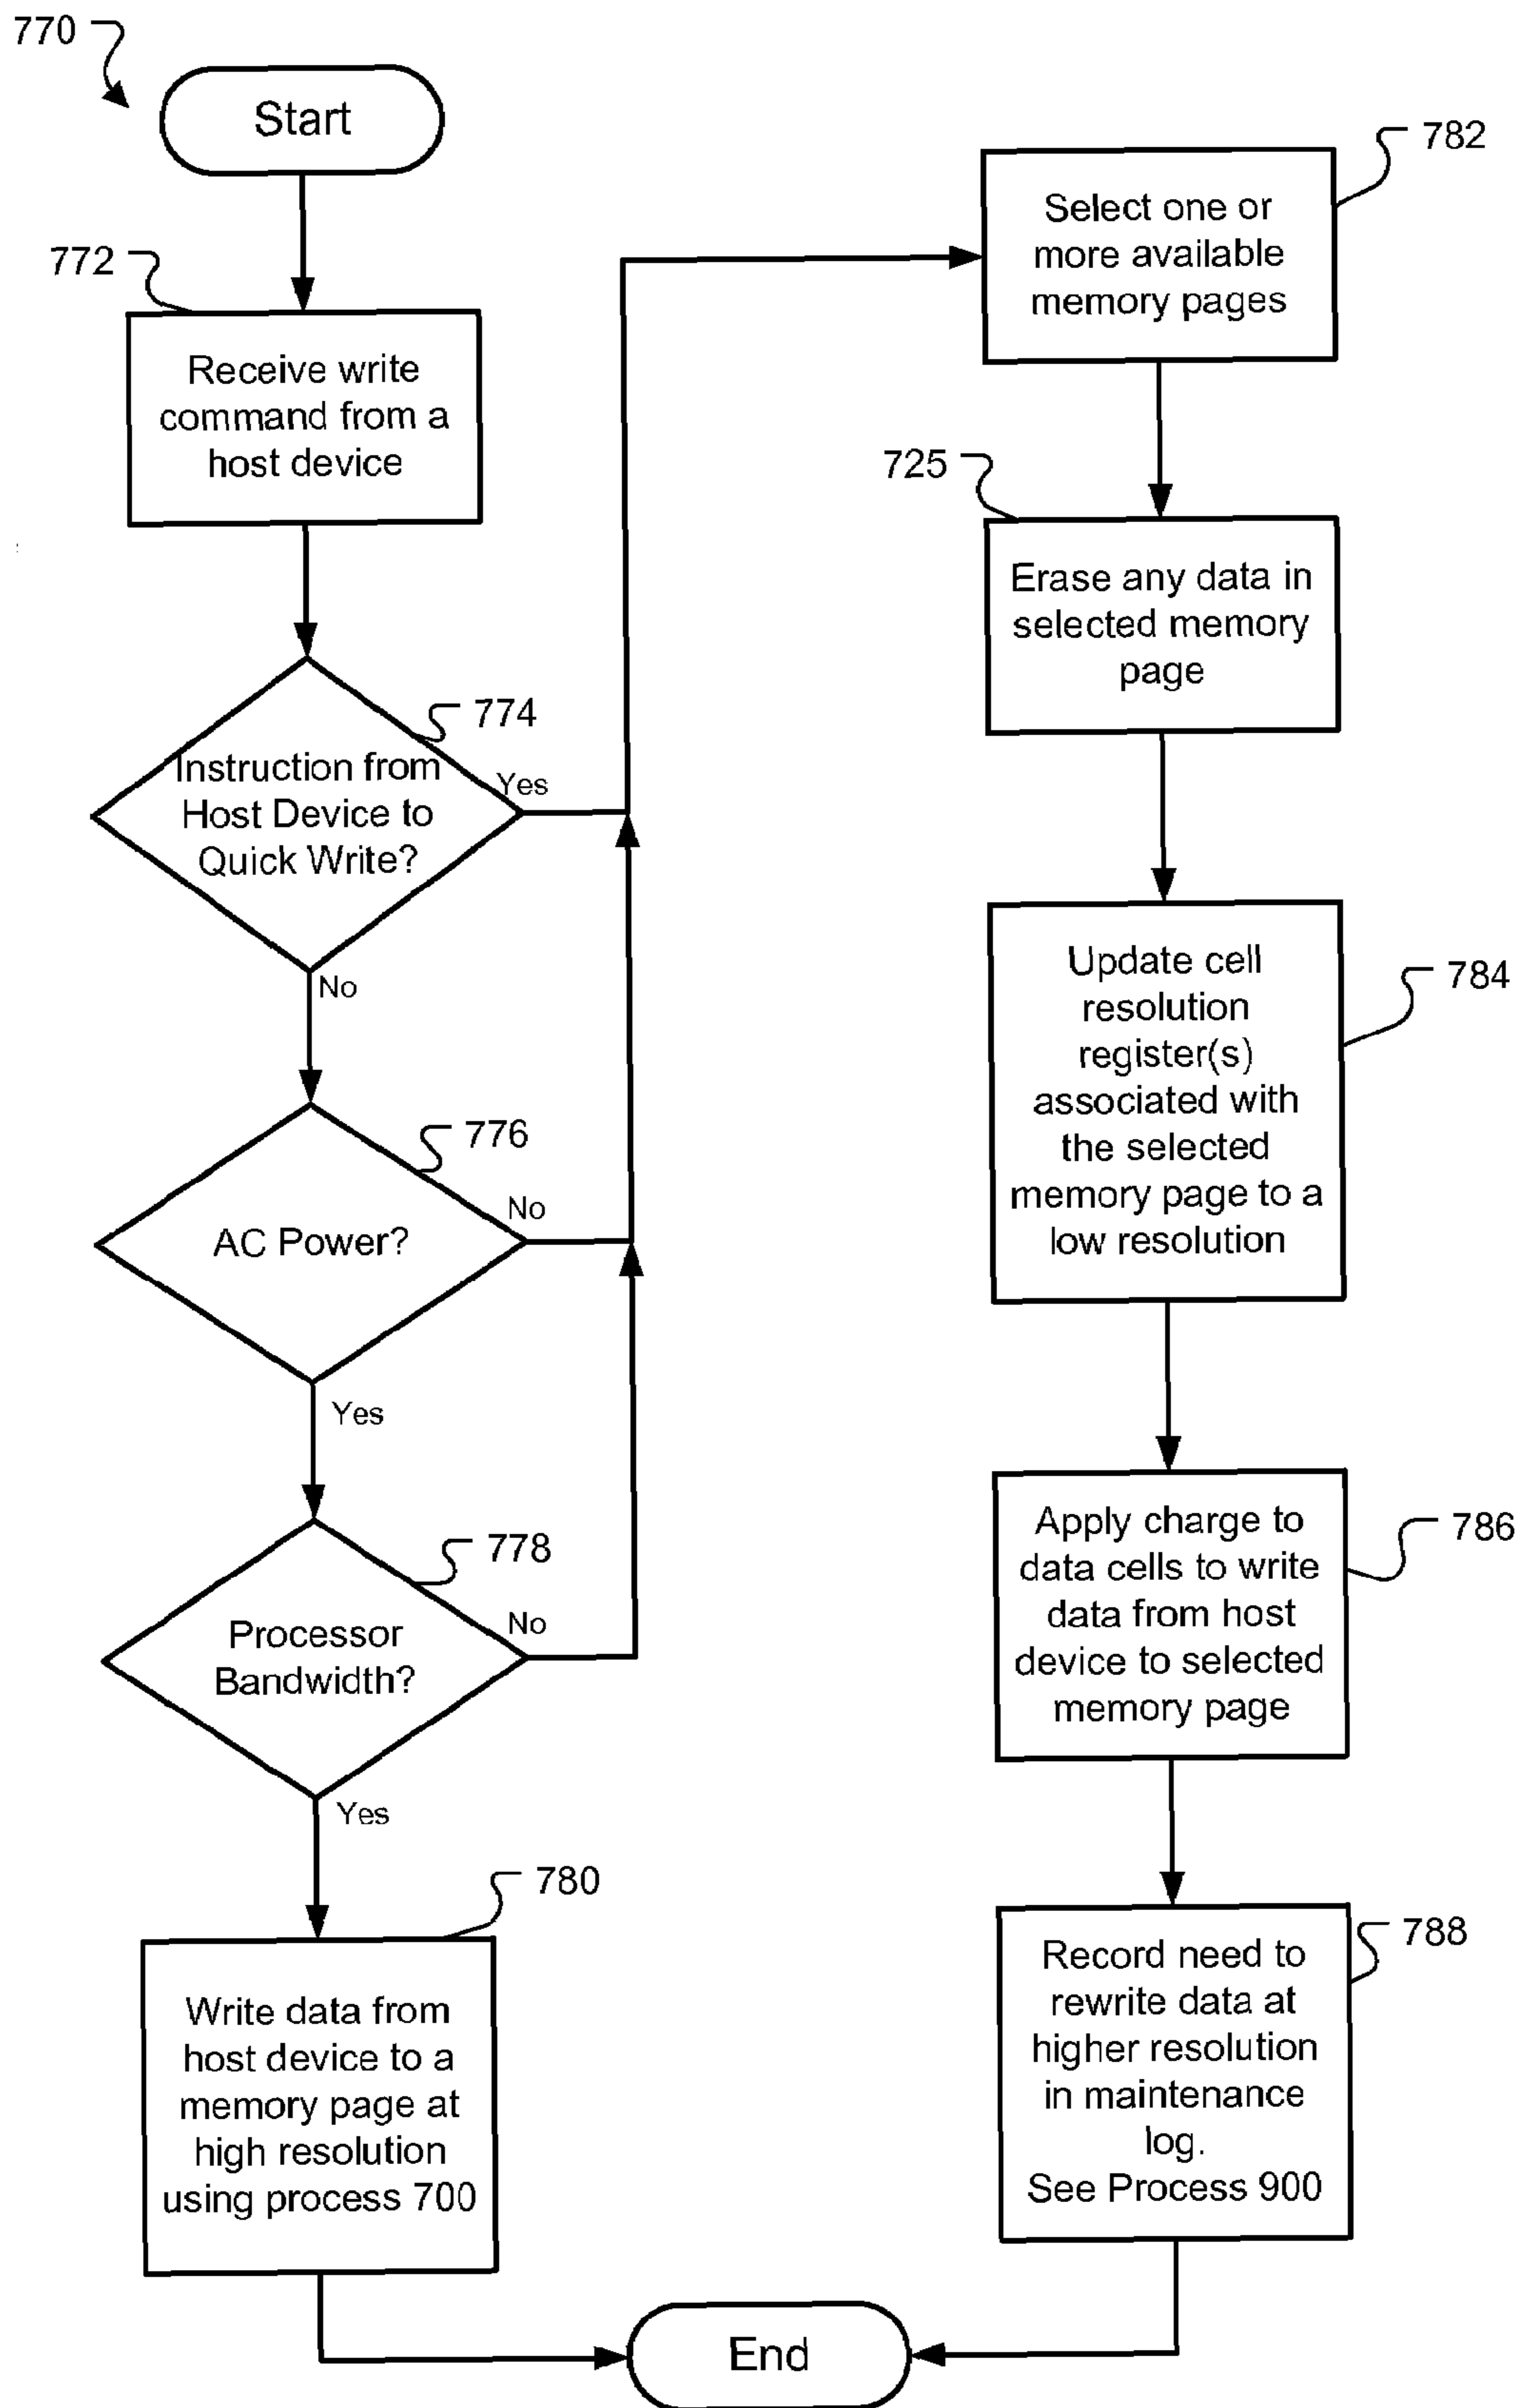 770
Start
772
Receive write
command from a
host device
774
Instruction from
Host Device to
Quick Write?
Yes
No
776
AC Power?
No
Yes
778
Processor
Bandwidth?
No
Yes
780
Write data from
host device to a
memory page at
high resolution
using process 700
782
Select one or
more available
memory pages
725
Erase any data in
selected memory
page
784
Update cell
resolution
register(s)
associated with
the selected
memory page to a
low resolution
786
Apply charge to
data cells to write
data from host
device to selected
memory page
788
Record need to
rewrite data at
higher resolution
in maintenance
log.
See Process 900
End